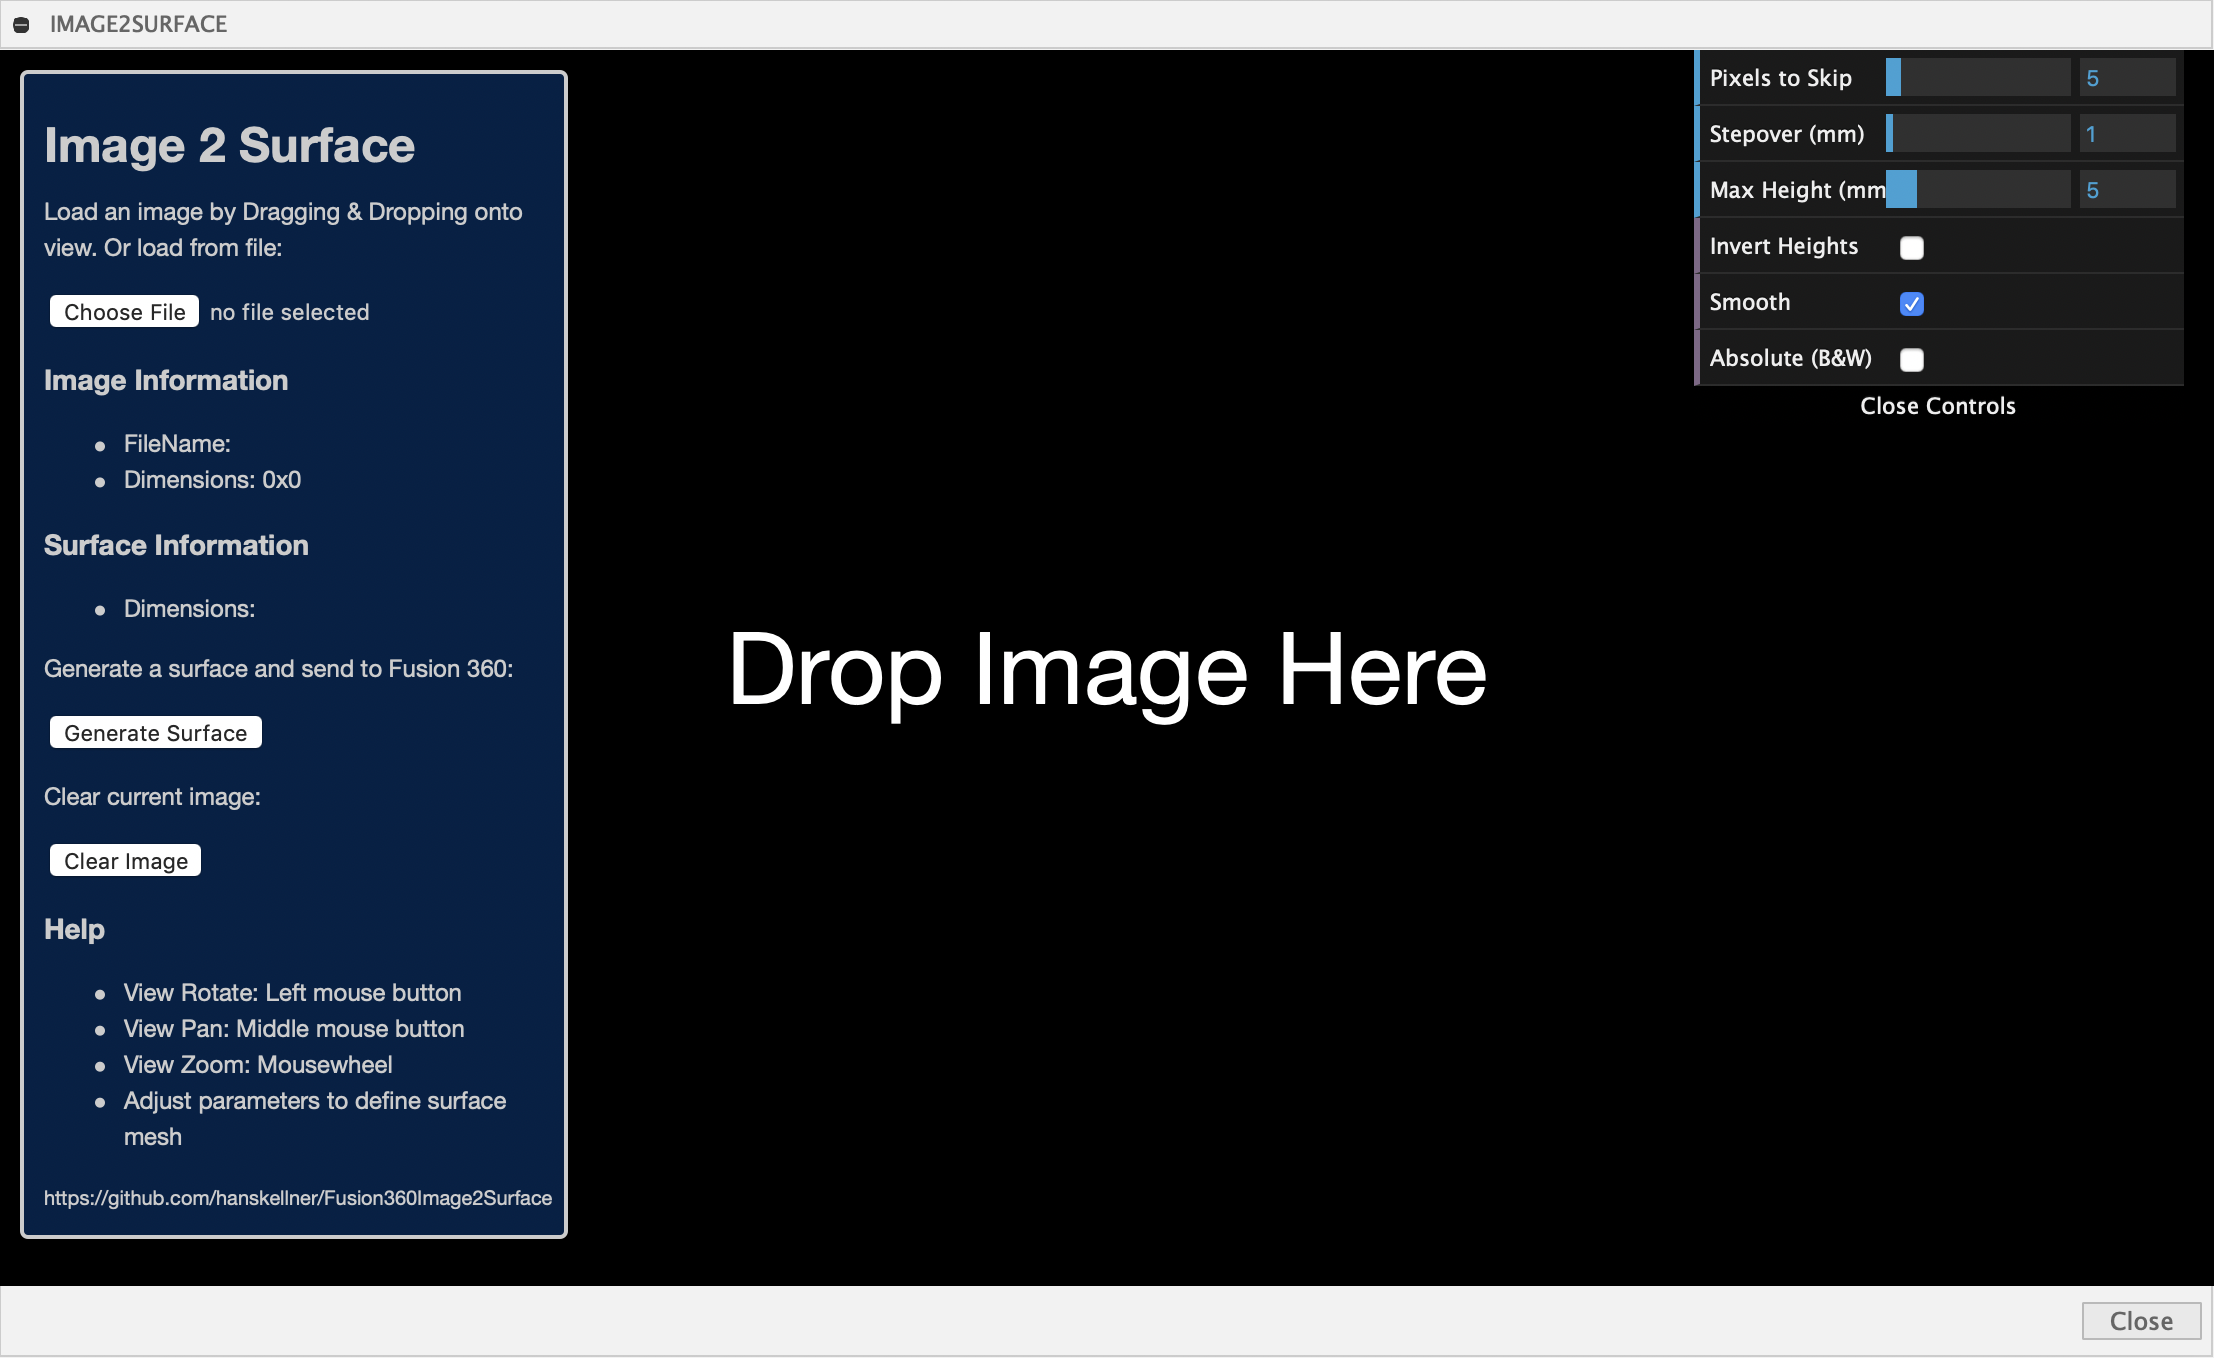 IMAGE2SURFACE
Image 2 Surface
Load an image by Dragging & Dropping onto
view. Or load from file:
Choose File no file selected
Image Information
FileName:
Dimensions: 0x0
Surface Information
Dimensions:
Generate a surface and send to Fusion 360:
Generate Surface
Clear current image:
Clear Image
Help
View Rotate: Left mouse button
View Pan: Middle mouse button
View Zoom: Mousewheel
Adjust parameters to define surface
mesh
https://github.com/hanskellner/Fusion360Image2Surface
Drop Image Here
Pixels to Skip 5
Stepover (mm) 1
Max Height (mm 5
Invert Heights
Smooth
Absolute (B&W)
Close Controls
Close